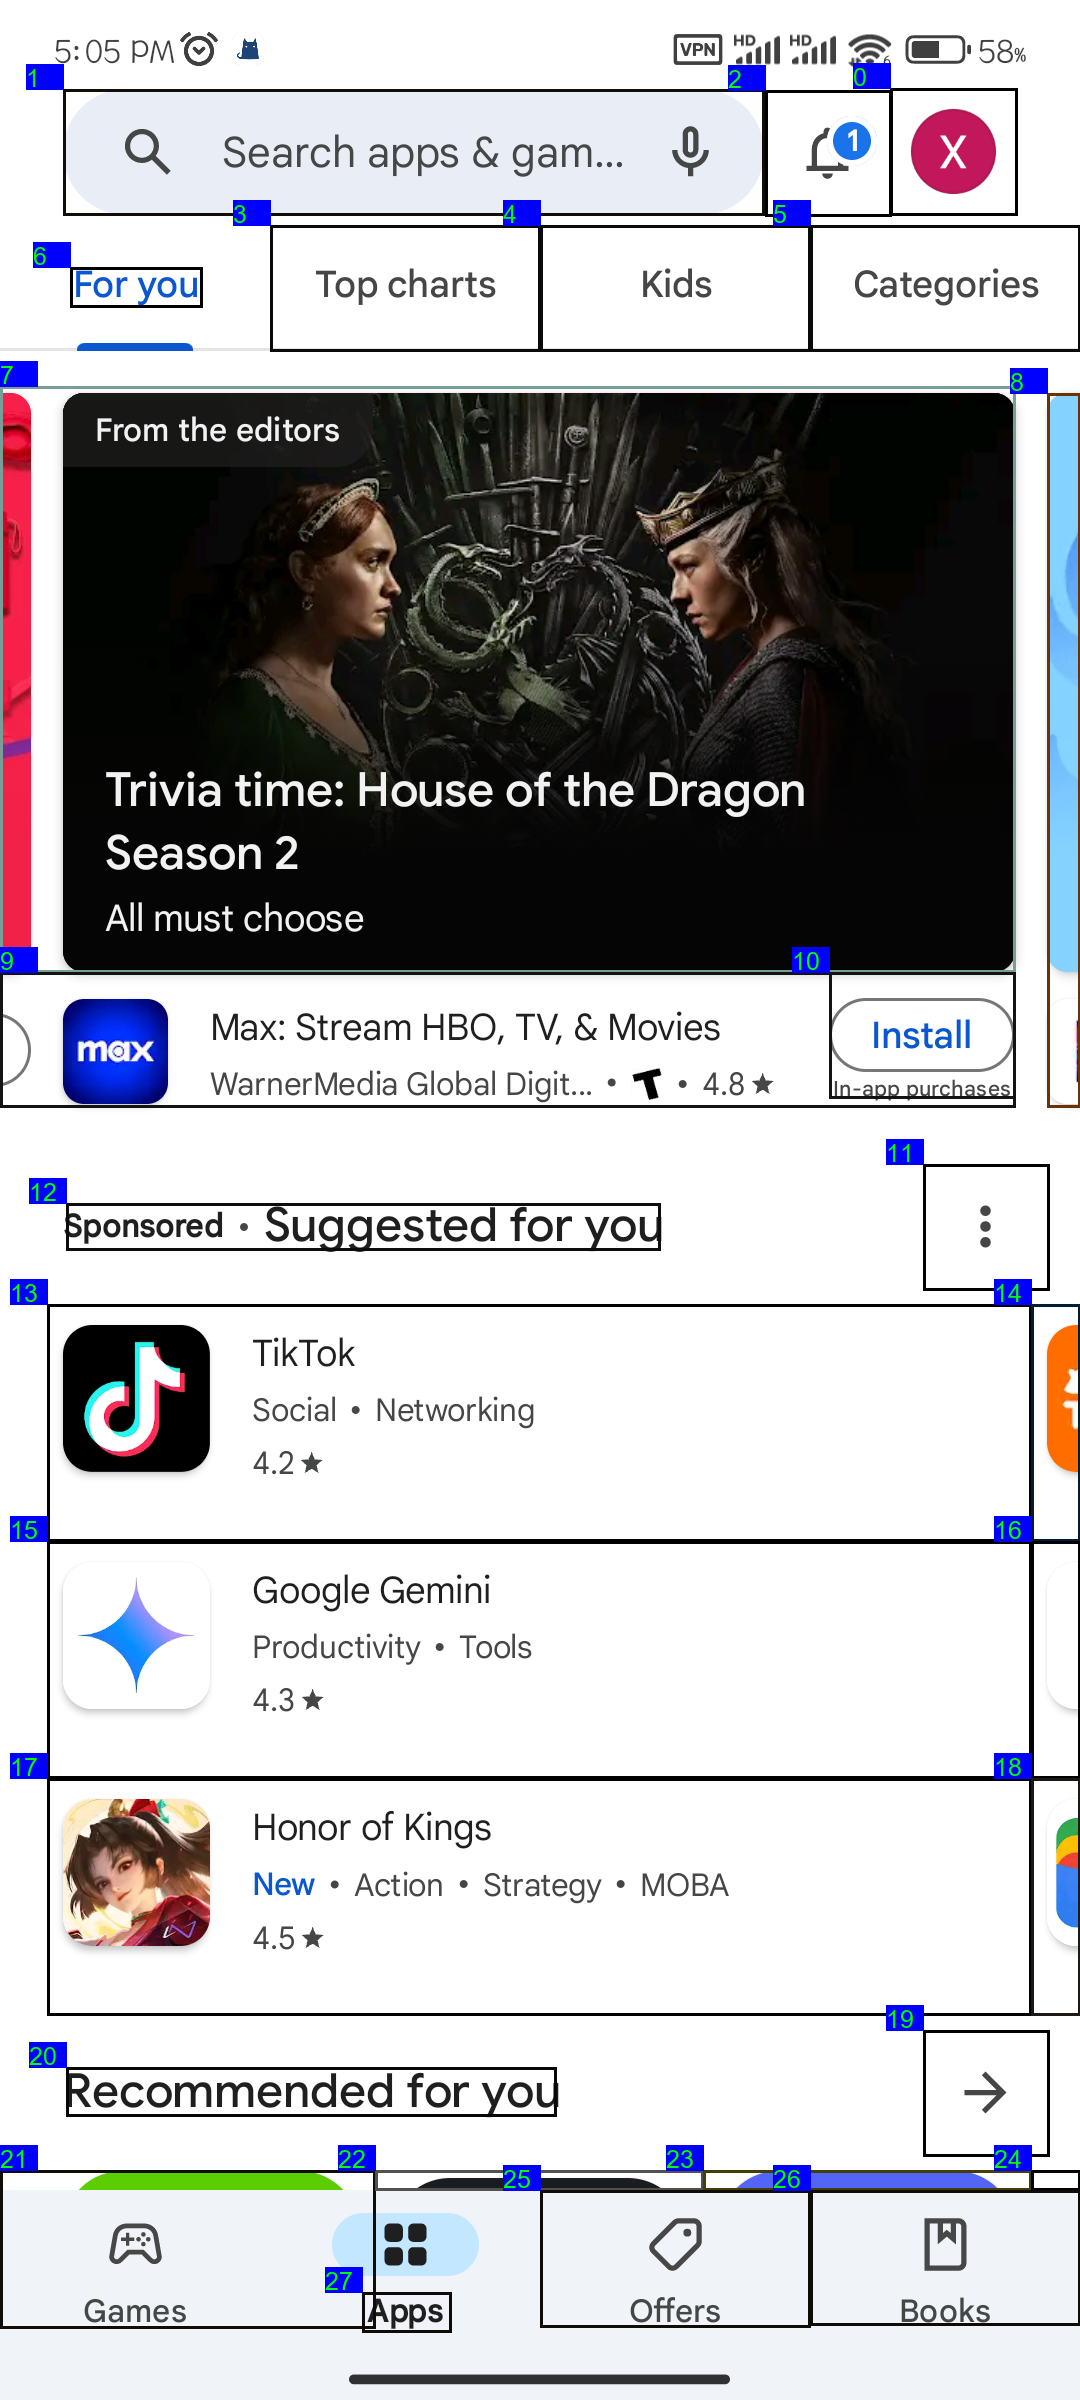 5:05 PM
VPN HD HD 6 58%
1 2 0
Search apps & gam...
1
3 4 5
6
For you
Top charts
Kids
Categories
7 8
From the editors
Trivia time: House of the Dragon
Season 2
All must choose
9 10
max
Max: Stream HBO, TV, & Movies
WarnerMedia Global Digit... • T • 4.8 ★
Install
In-app purchases
11
12
Sponsored • Suggested for you
13 14
TikTok
Social • Networking
4.2 ★
15 16
Google Gemini
Productivity • Tools
4.3 ★
17 18
Honor of Kings
New • Action • Strategy • MOBA
4.5 ★
19
20
Recommended for you
21 22 23 24
25 26
27
Games
Apps
Offers
Books
X